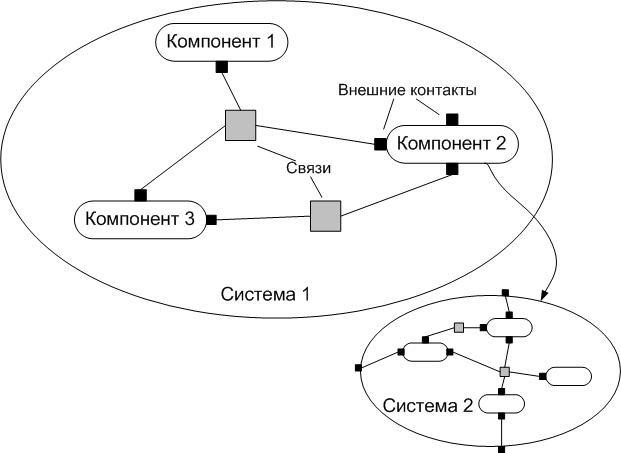 Компонент 1
Внешние контакты
Компонент 2
Связи
Компонент 3
Система 1
Система 2